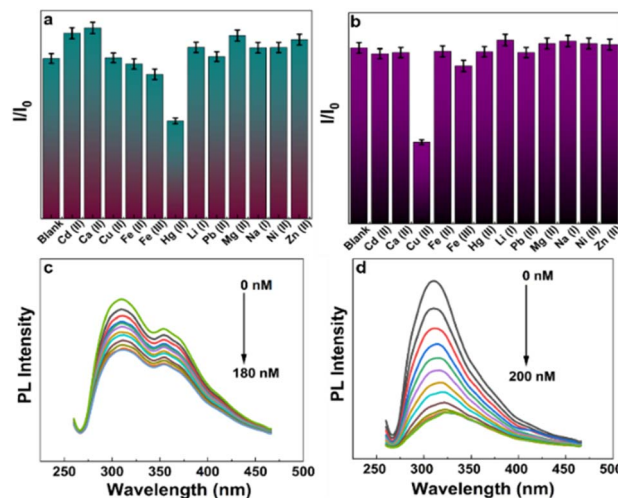 a
I/I0
Blank
Cd (II)
Ca (II)
Cu (II)
Fe (II)
Fe (III)
Hg (II)
Li (I)
Pb (II)
Mg (II)
Na (I)
Ni (II)
Zn (II)
b
I/I0
Blank
Cd (II)
Ca (II)
Cu (II)
Fe (II)
Fe (III)
Hg (II)
Li (I)
Pb (II)
Mg (II)
Na (I)
Ni (II)
Zn (II)
c
0 nM
180 nM
PL Intensity
250 300 350 400 450 500
Wavelength (nm)
d
0 nM
200 nM
PL Intensity
250 300 350 400 450 500
Wavelength (nm)